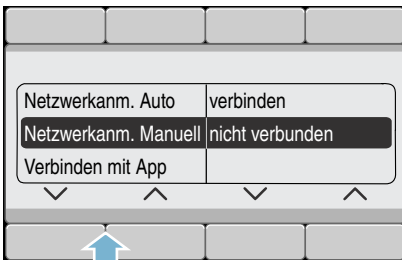 Netzwerkanm. Auto verbinden
Netzwerkanm. Manuell nicht verbunden
Verbinden mit App